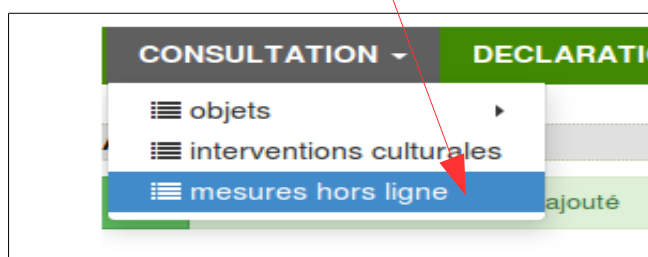 CONSULTATION DECLARATI
objets
interventions culturales
mesures hors ligne
ajouté